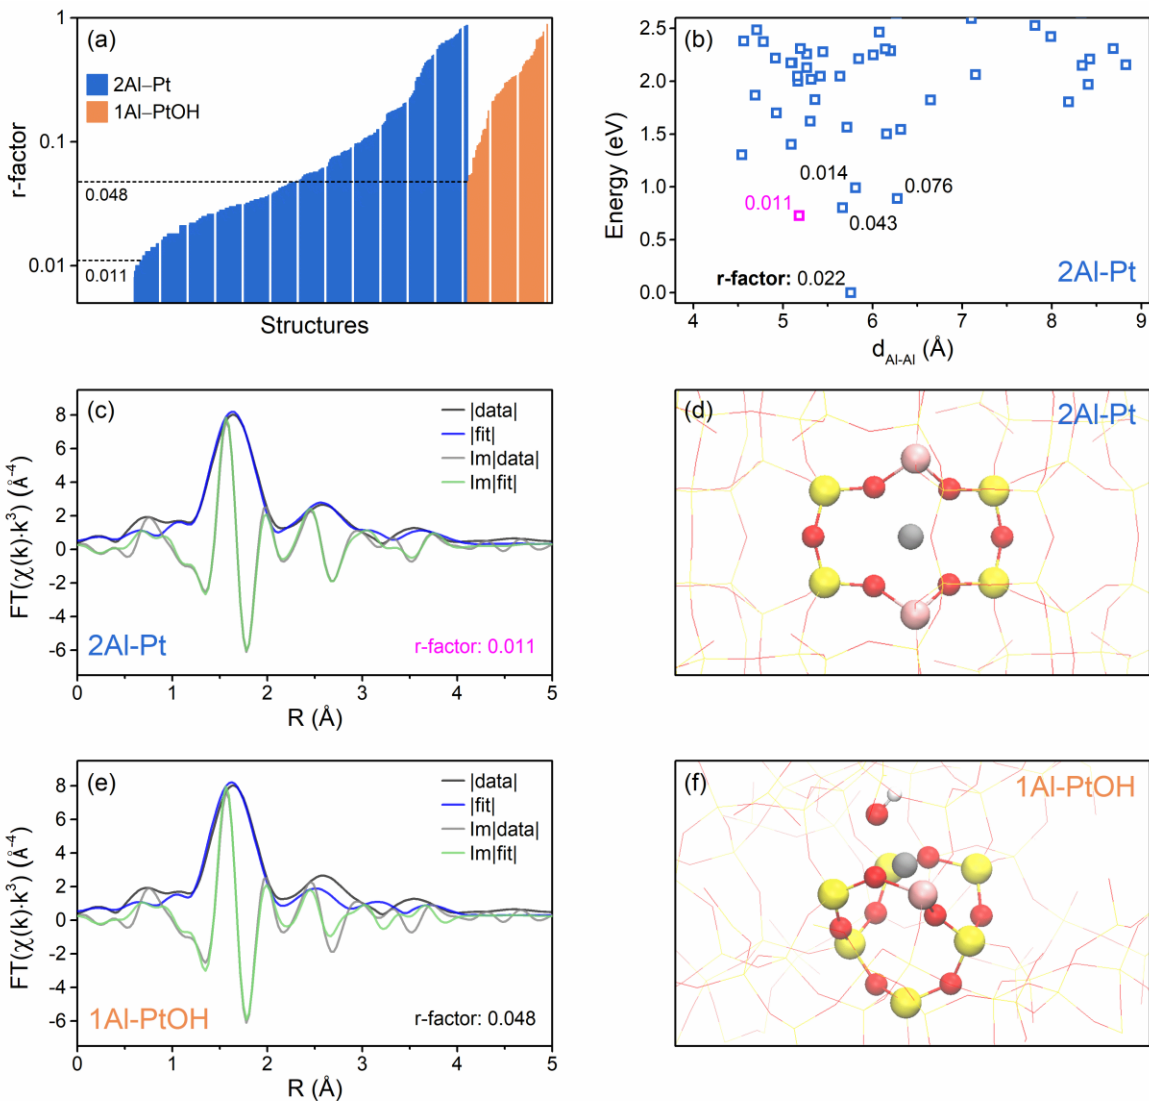 (a)
1
0.1
0.01
r-factor
2Al–Pt
1Al–PtOH
0.048
0.011
Structures
(b)
2.5
2.0
1.5
1.0
0.5
0.0
Energy (eV)
0.014
0.076
0.011
0.043
r-factor: 0.022
2Al-Pt
4 5 6 7 8 9
d_Al-Al (Å)
(c)
8
6
4
2
0
-2
-4
-6
FT(χ(k)·k³) (Å⁻⁴)
|data|
|fit|
Im|data|
Im|fit|
2Al-Pt
r-factor: 0.011
0 1 2 3 4 5
R (Å)
(d)
2Al-Pt
(e)
8
6
4
2
0
-2
-4
-6
FT(χ(k)·k³) (Å⁻⁴)
|data|
|fit|
Im|data|
Im|fit|
1Al-PtOH
r-factor: 0.048
0 1 2 3 4 5
R (Å)
(f)
1Al-PtOH